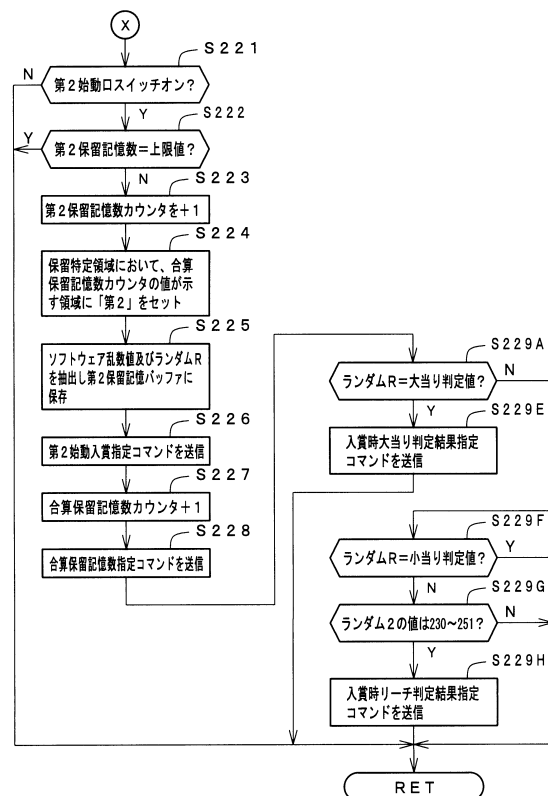 X
S221
N
第2始動口スイッチオン?
Y
S222
Y
第2保留記憶数=上限値?
N
S223
第2保留記憶数カウンタを+1
S224
保留特定領域において、合算
保留記憶数カウンタの値が示
す領域に「第2」をセット
S225
ソフトウェア乱数値及びランダムR
を抽出し第2保留記憶バッファに
保存
S226
第2始動入賞指定コマンドを送信
S227
合算保留記憶数カウンタ+1
S228
合算保留記憶数指定コマンドを送信
S229A
ランダムR=大当り判定値?
N
Y
S229E
入賞時大当り判定結果指定
コマンドを送信
S229F
ランダムR=小当り判定値?
Y
N
S229G
ランダム2の値は230~251?
N
Y
S229H
入賞時リーチ判定結果指定
コマンドを送信
RET